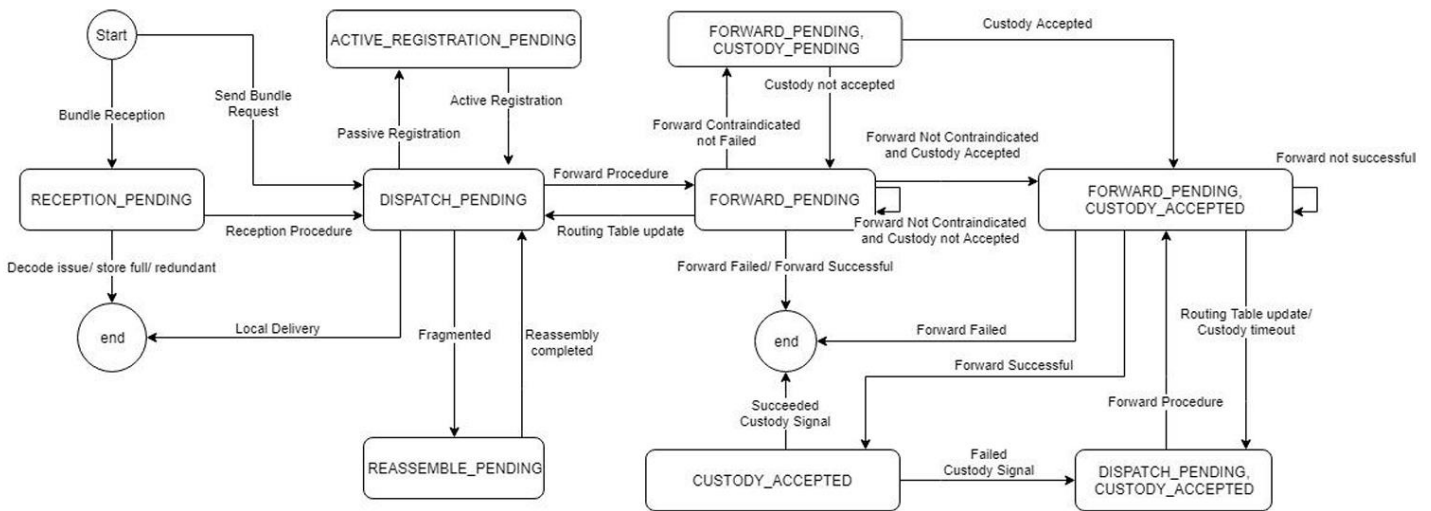 Start
ACTIVE_REGISTRATION_PENDING
FORWARD_PENDING,
CUSTODY_PENDING
Custody Accepted
Bundle Reception
Send Bundle
Request
Passive Registration
Active Registration
Custody not accepted
Forward Contraindicated
not Failed
Forward Not Contraindicated
and Custody Accepted
Forward not successful
RECEPTION_PENDING
Reception Procedure
DISPATCH_PENDING
Forward Procedure
Routing Table update
FORWARD_PENDING
Forward Not Contraindicated
and Custody not Accepted
FORWARD_PENDING,
CUSTODY_ACCEPTED
Decode issue/ store full/ redundant
end
Local Delivery
Fragmented
Reassembly
completed
Forward Failed/ Forward Successful
end
Forward Failed
Forward Successful
Routing Table update/
Custody timeout
Succeeded
Custody Signal
Forward Procedure
REASSEMBLE_PENDING
CUSTODY_ACCEPTED
Failed
Custody Signal
DISPATCH_PENDING,
CUSTODY_ACCEPTED